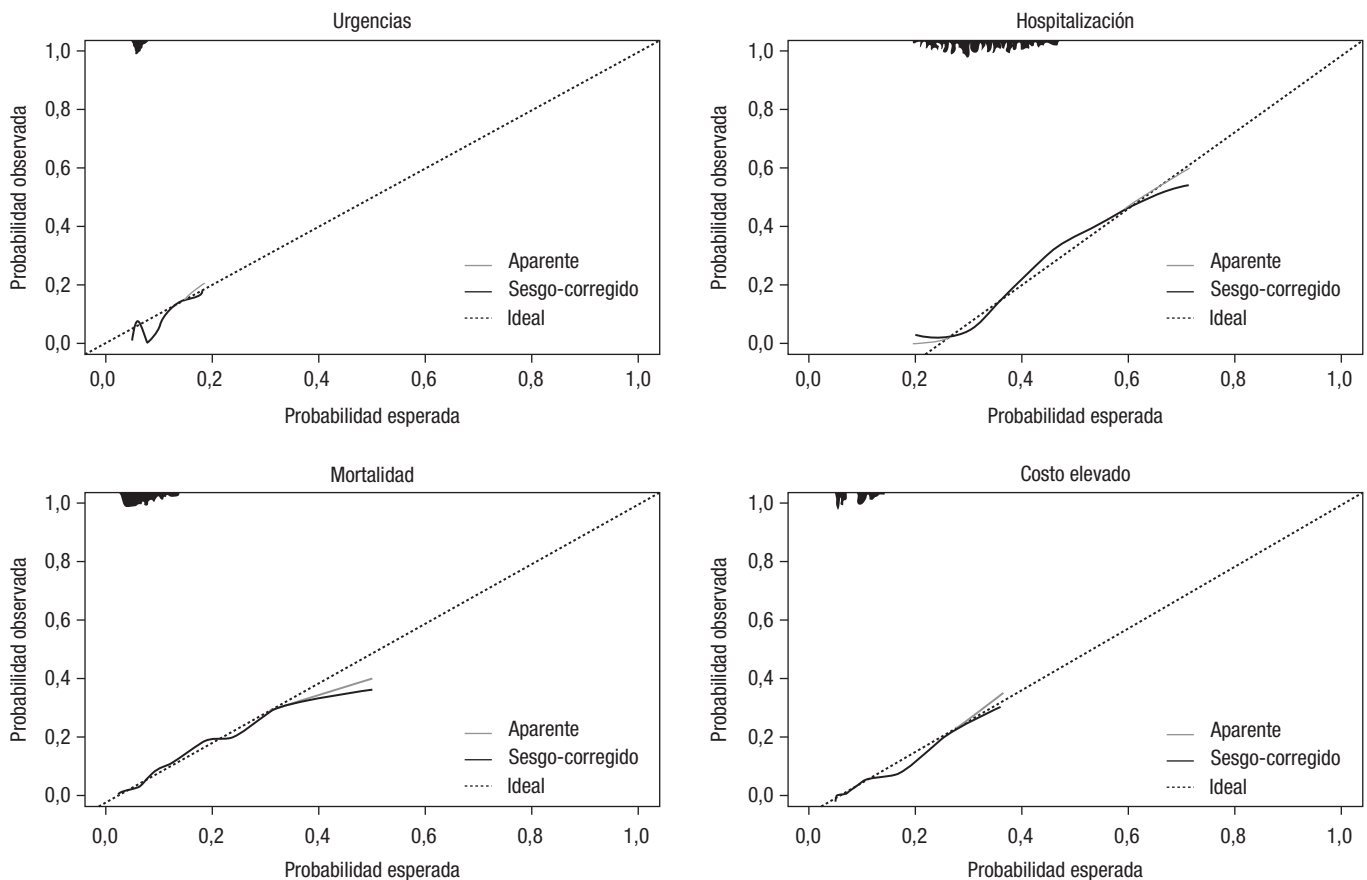 Urgencias
Probabilidad observada
1,0
0,8
0,6
0,4
0,2
0,0
Aparente
Sesgo-corregido
Ideal
0,0 0,2 0,4 0,6 0,8 1,0
Probabilidad esperada
Hospitalización
Probabilidad observada
1,0
0,8
0,6
0,4
0,2
0,0
Aparente
Sesgo-corregido
Ideal
0,0 0,2 0,4 0,6 0,8 1,0
Probabilidad esperada
Mortalidad
Probabilidad observada
1,0
0,8
0,6
0,4
0,2
0,0
Aparente
Sesgo-corregido
Ideal
0,0 0,2 0,4 0,6 0,8 1,0
Probabilidad esperada
Costo elevado
Probabilidad observada
1,0
0,8
0,6
0,4
0,2
0,0
Aparente
Sesgo-corregido
Ideal
0,0 0,2 0,4 0,6 0,8 1,0
Probabilidad esperada